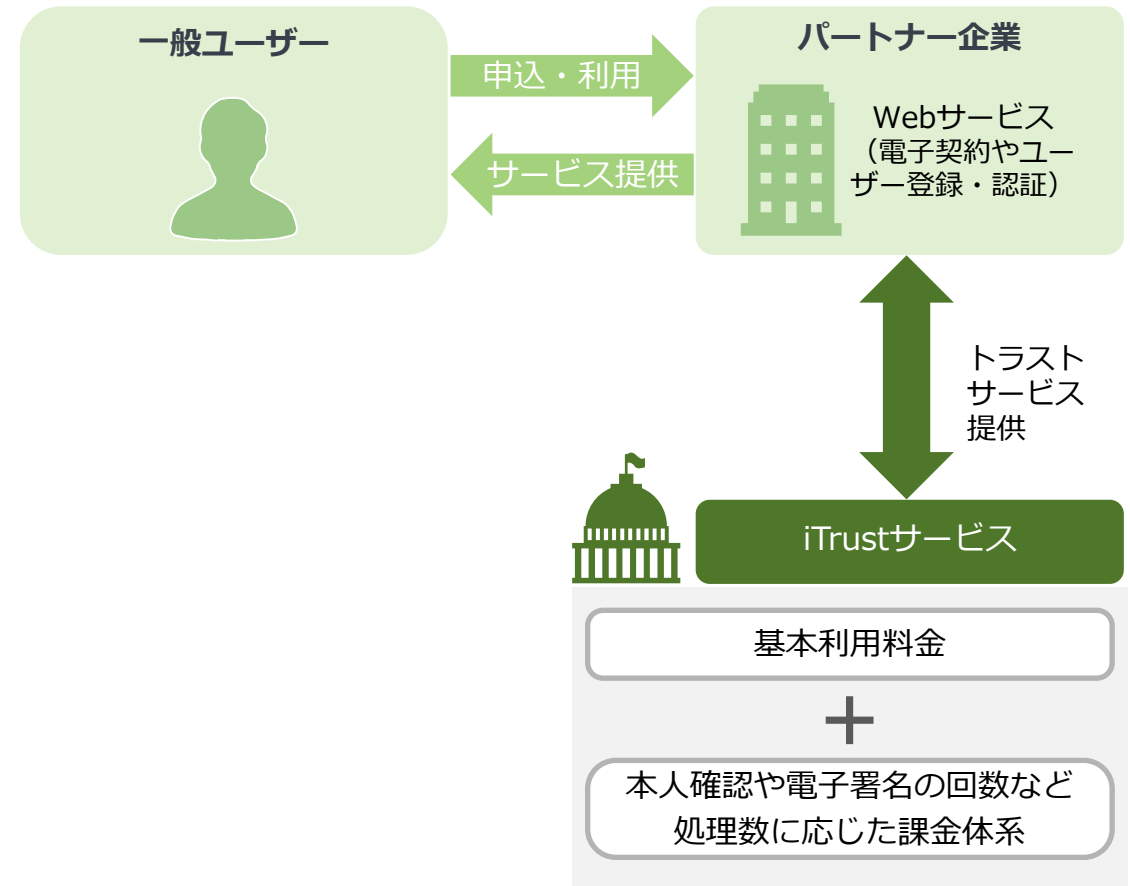 一般ユーザー
申込・利用
サービス提供
パートナー企業
Webサービス
（電子契約やユー
ザー登録・認証）
トラスト
サービス
提供
iTrustサービス
基本利用料金
＋
本人確認や電子署名の回数など
処理数に応じた課金体系